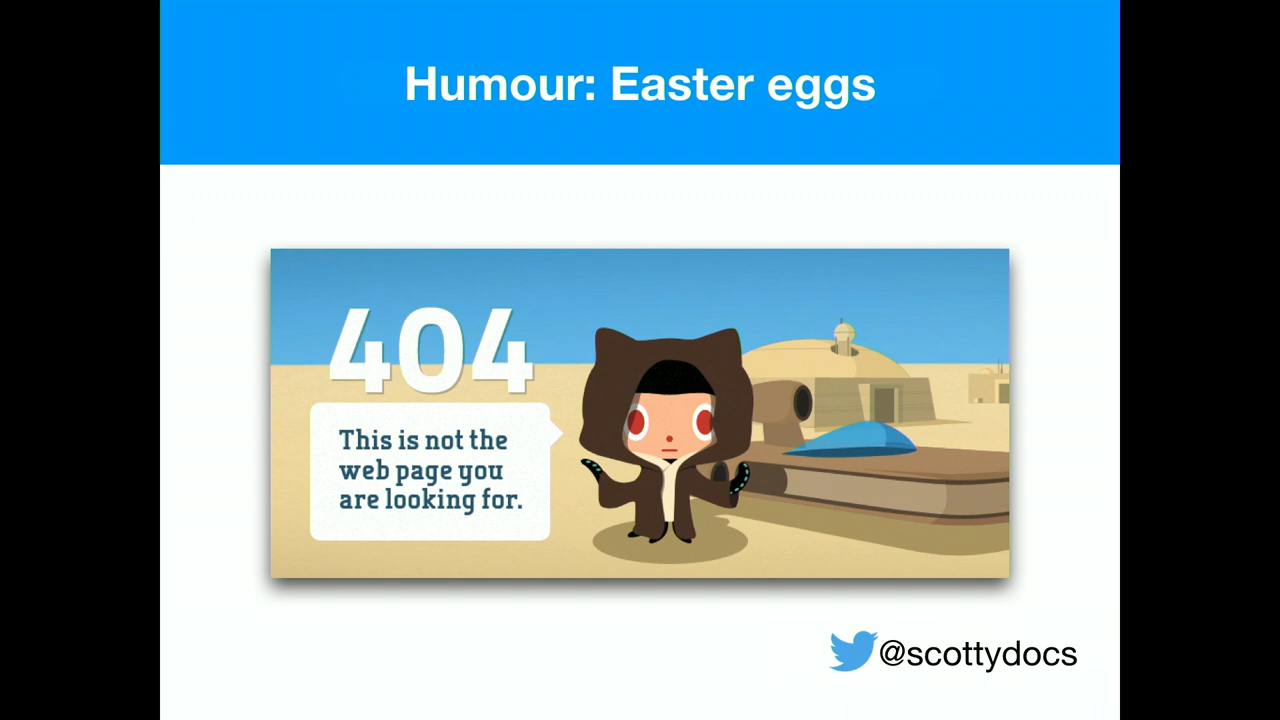 Humour: Easter eggs
404
This is not the
web page you
are looking for.
@scottydocs